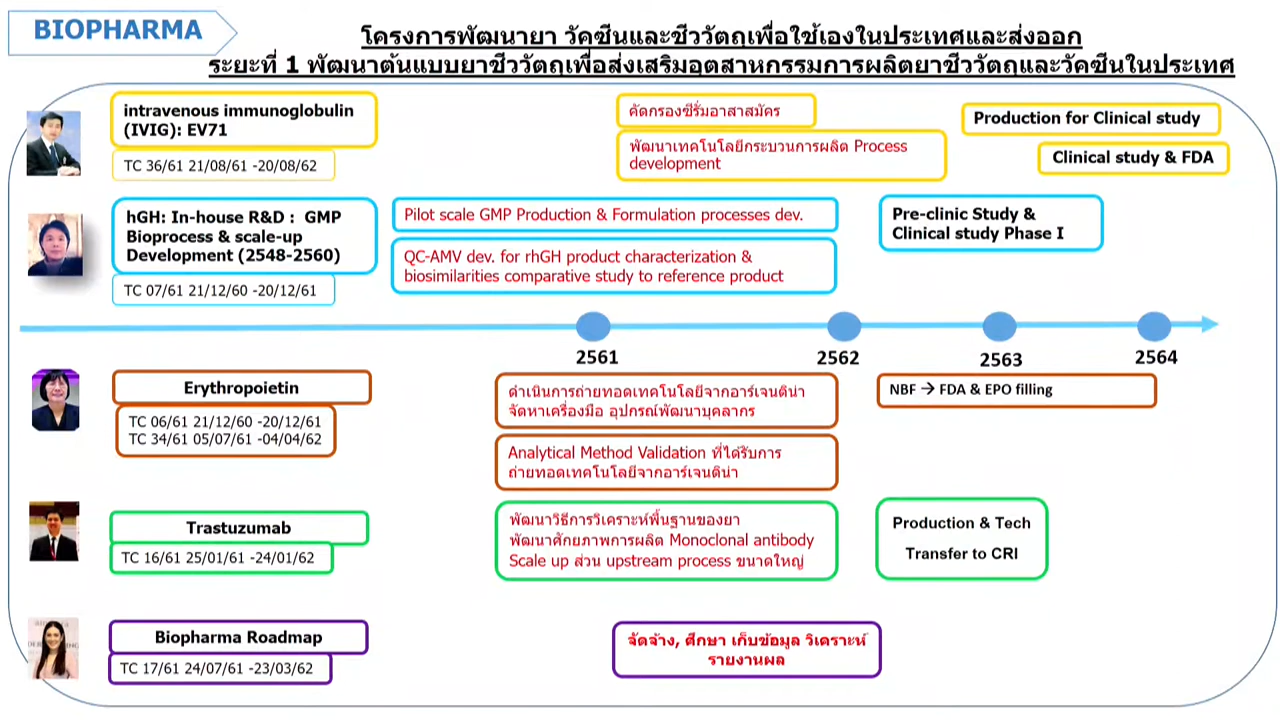 BIOPHARMA
โครงการพัฒนายา วัคซีนและชีววัตถุเพื่อใช้เองในประเทศและส่งออก
ระยะที่ 1 พัฒนาต้นแบบยาชีววัตถุเพื่อส่งเสริมอุตสาหกรรมการผลิตยาชีววัตถุและวัคซีนในประเทศ
intravenous immunoglobulin
(IVIG): EV71
TC 36/61 21/08/61 -20/08/62
คัดกรองซีรั่มอาสาสมัคร
พัฒนาเทคโนโลยีกระบวนการผลิต Process
development
Production for Clinical study
Clinical study & FDA
hGH: In-house R&D : GMP
Bioprocess & scale-up
Development (2548-2560)
TC 07/61 21/12/60 -20/12/61
Pilot scale GMP Production & Formulation processes dev.
QC-AMV dev. for rhGH product characterization &
biosimilarities comparative study to reference product
Pre-clinic Study &
Clinical study Phase I
2561
2562
2563
2564
Erythropoietin
TC 06/61 21/12/60 -20/12/61
TC 34/61 05/07/61 -04/04/62
ดำเนินการถ่ายทอดเทคโนโลยีจากอาร์เจนติน่า
จัดหาเครื่องมือ อุปกรณ์พัฒนาบุคลากร
Analytical Method Validation ที่ได้รับการ
ถ่ายทอดเทคโนโลยีจากอาร์เจนติน่า
NBF → FDA & EPO filling
Trastuzumab
TC 16/61 25/01/61 -24/01/62
พัฒนาวิธีการวิเคราะห์พื้นฐานของยา
พัฒนาศักยภาพการผลิต Monoclonal antibody
Scale up ส่วน upstream process ขนาดใหญ่
Production & Tech
Transfer to CRI
Biopharma Roadmap
TC 17/61 24/07/61 -23/03/62
จัดจ้าง, ศึกษา เก็บข้อมูล วิเคราะห์
รายงานผล